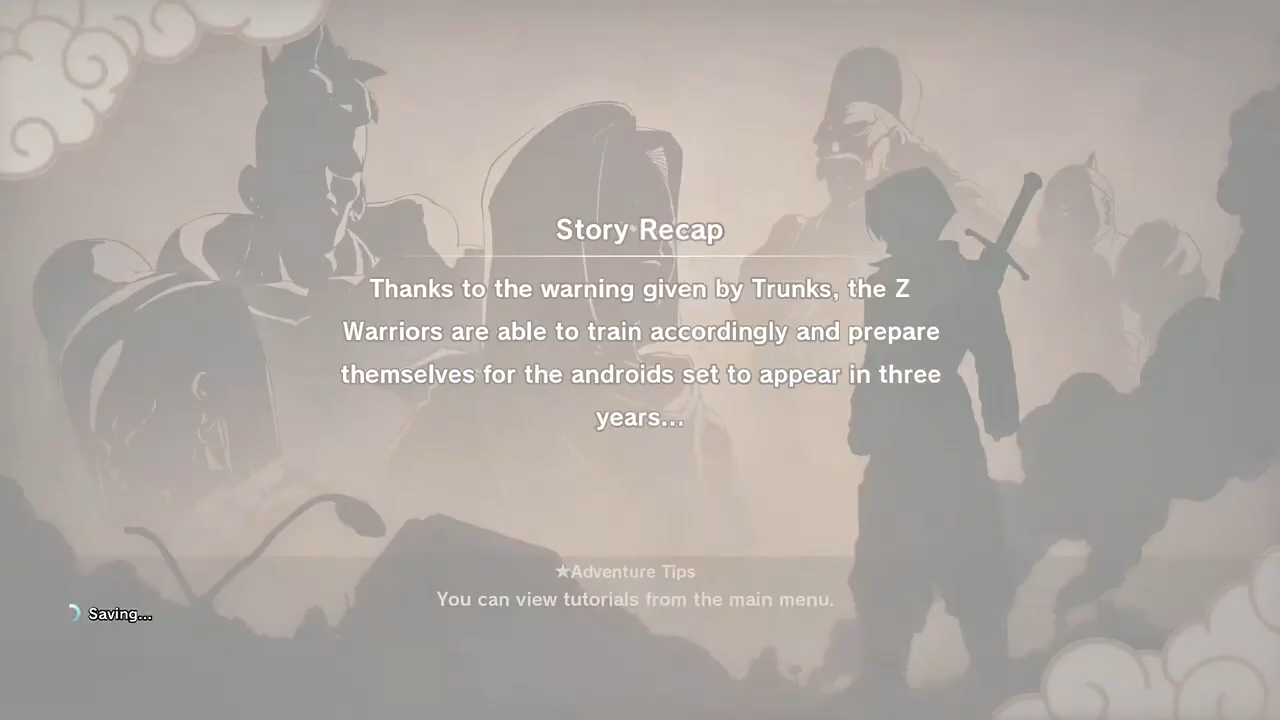 Story Recap
Thanks to the warning given by Trunks, the Z
Warriors are able to train accordingly and prepare
themselves for the androids set to appear in three
years...
★Adventure Tips
You can view tutorials from the main menu.
Saving...